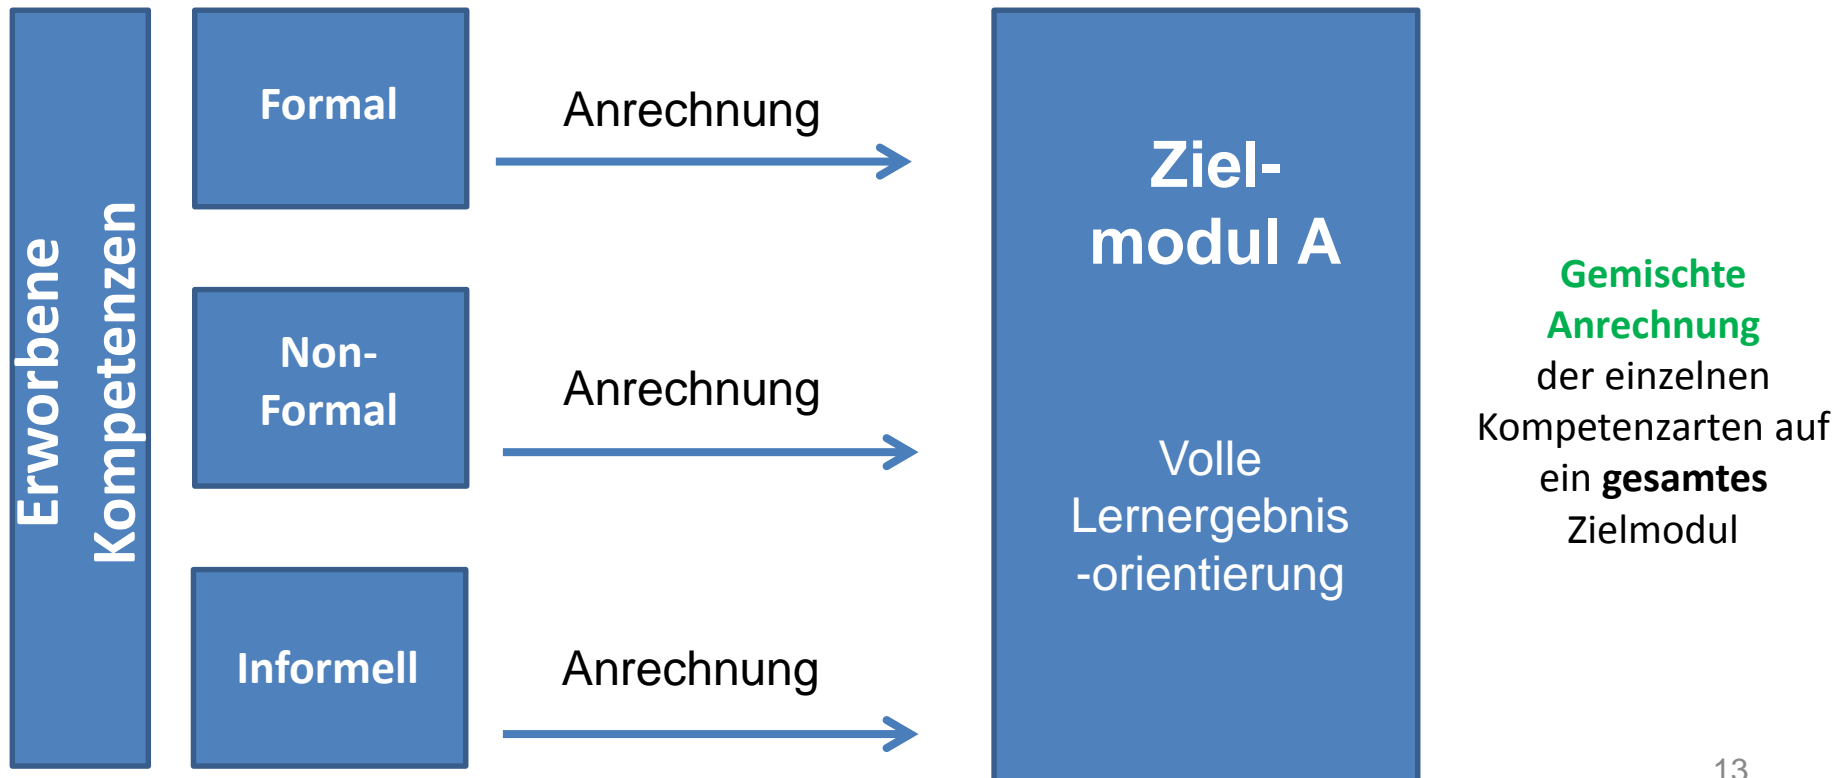 Erworbene
Kompetenzen
Formal
Anrechnung
Non-
Formal
Anrechnung
Informell
Anrechnung
Ziel-
modul A
Volle
Lernergebnis
-orientierung
Gemischte
Anrechnung
der einzelnen
Kompetenzarten auf
ein gesamtes
Zielmodul
13